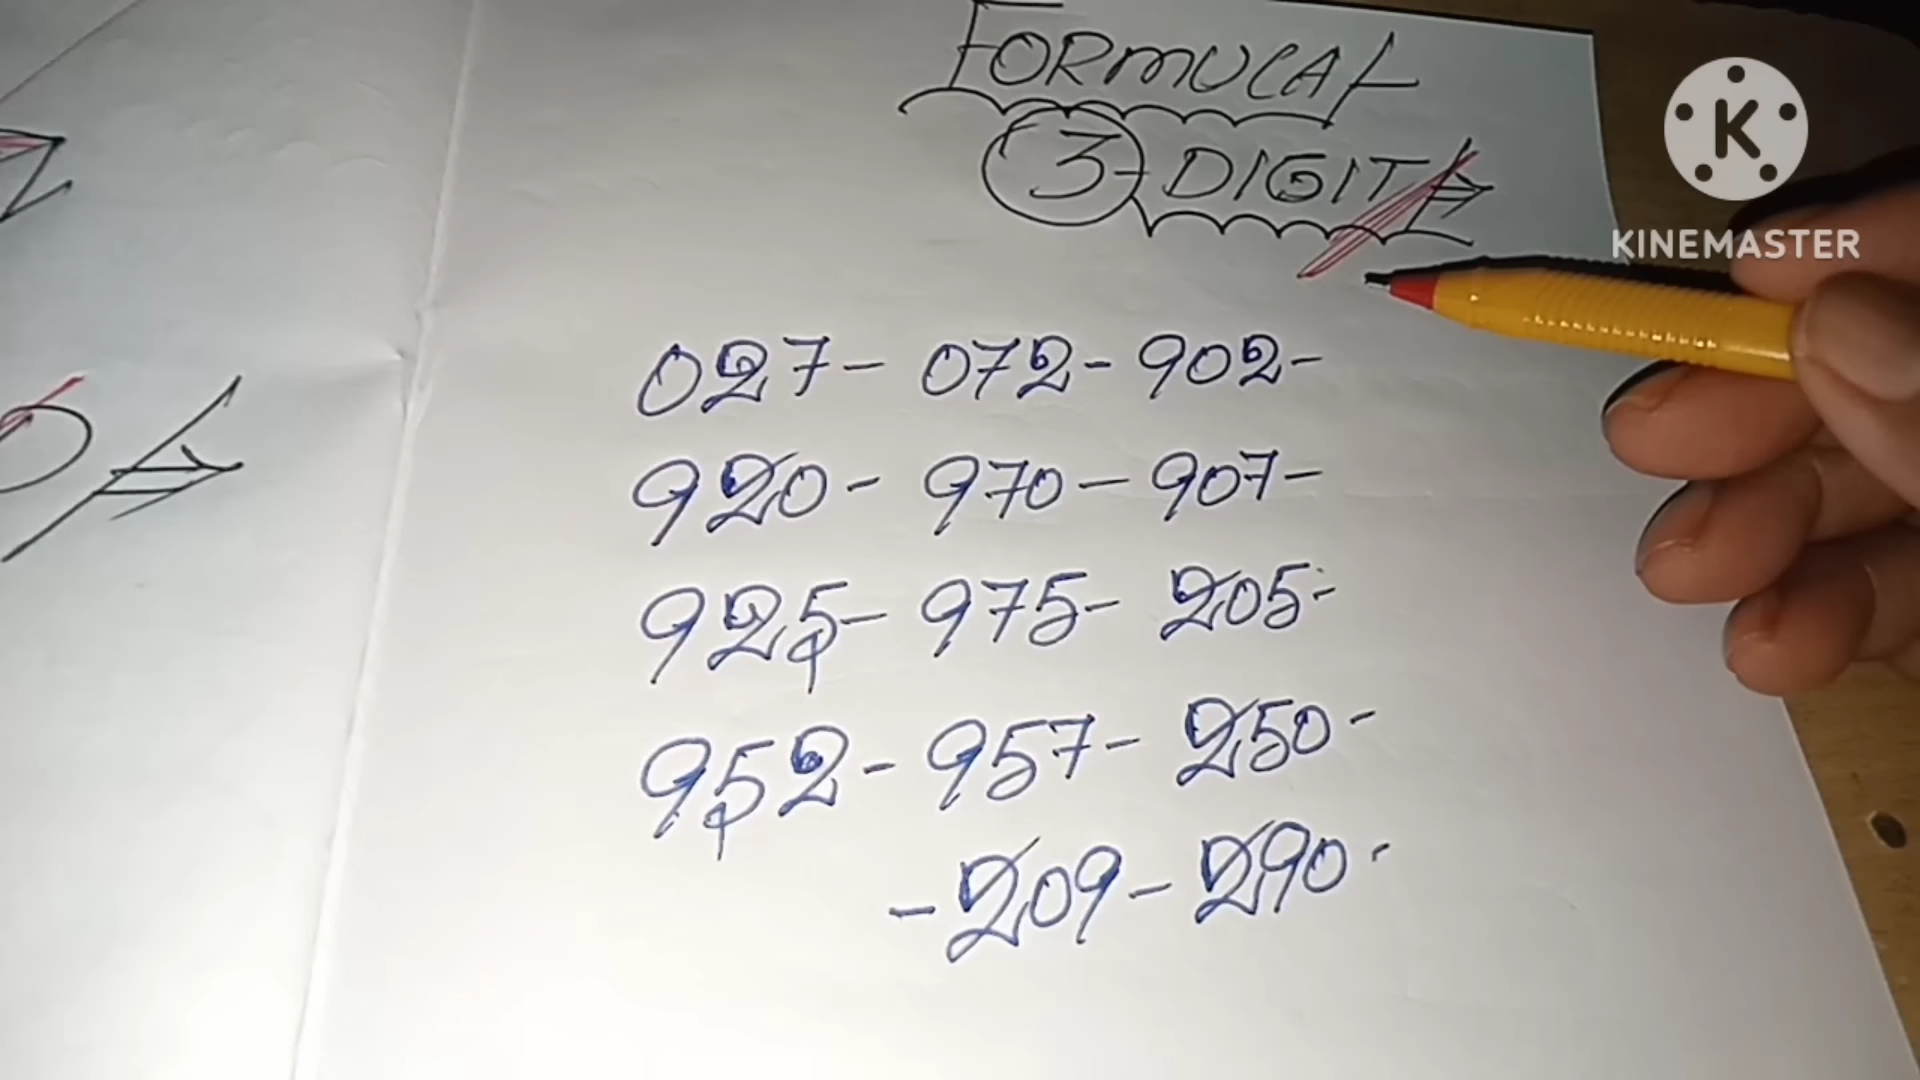 FORMULA
3-DIGIT
K
KINEMASTER
027- 072- 902-
920- 970- 907-
925- 975- 205-
952- 957- 250-
-209- 290-